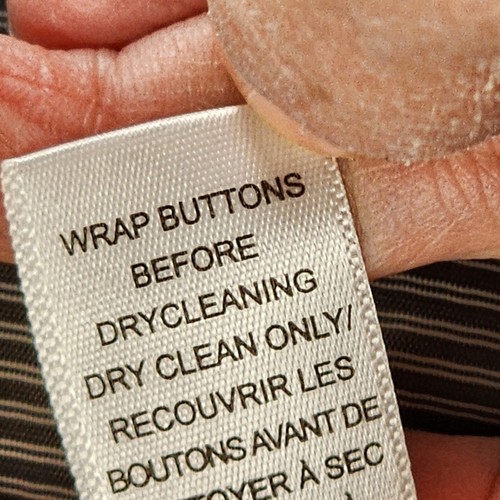 WRAP BUTTONS
BEFORE
DRYCLEANING
DRY CLEAN ONLY/
RECOUVRIR LES
BOUTONS AVANT DE
À SEC